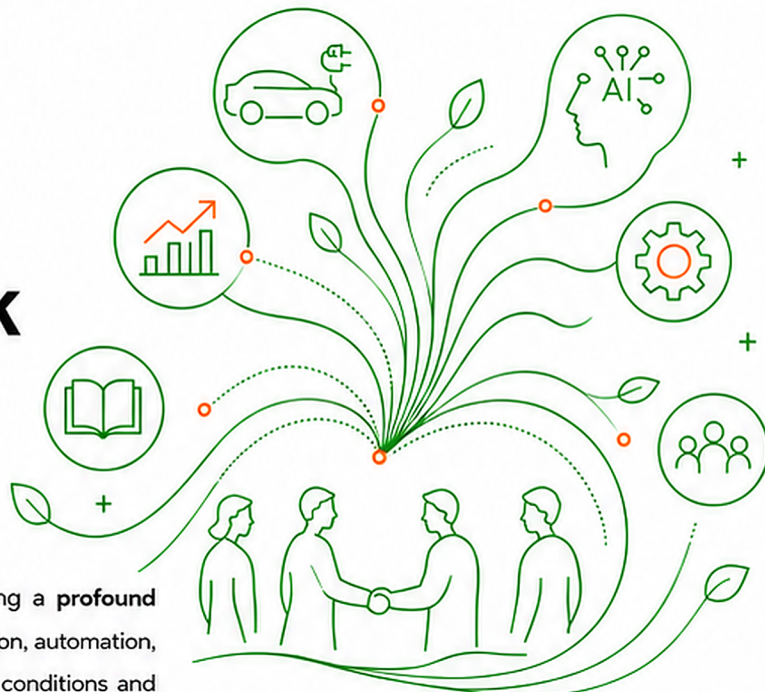 AI
k
ng a profound
on, automation,
conditions and